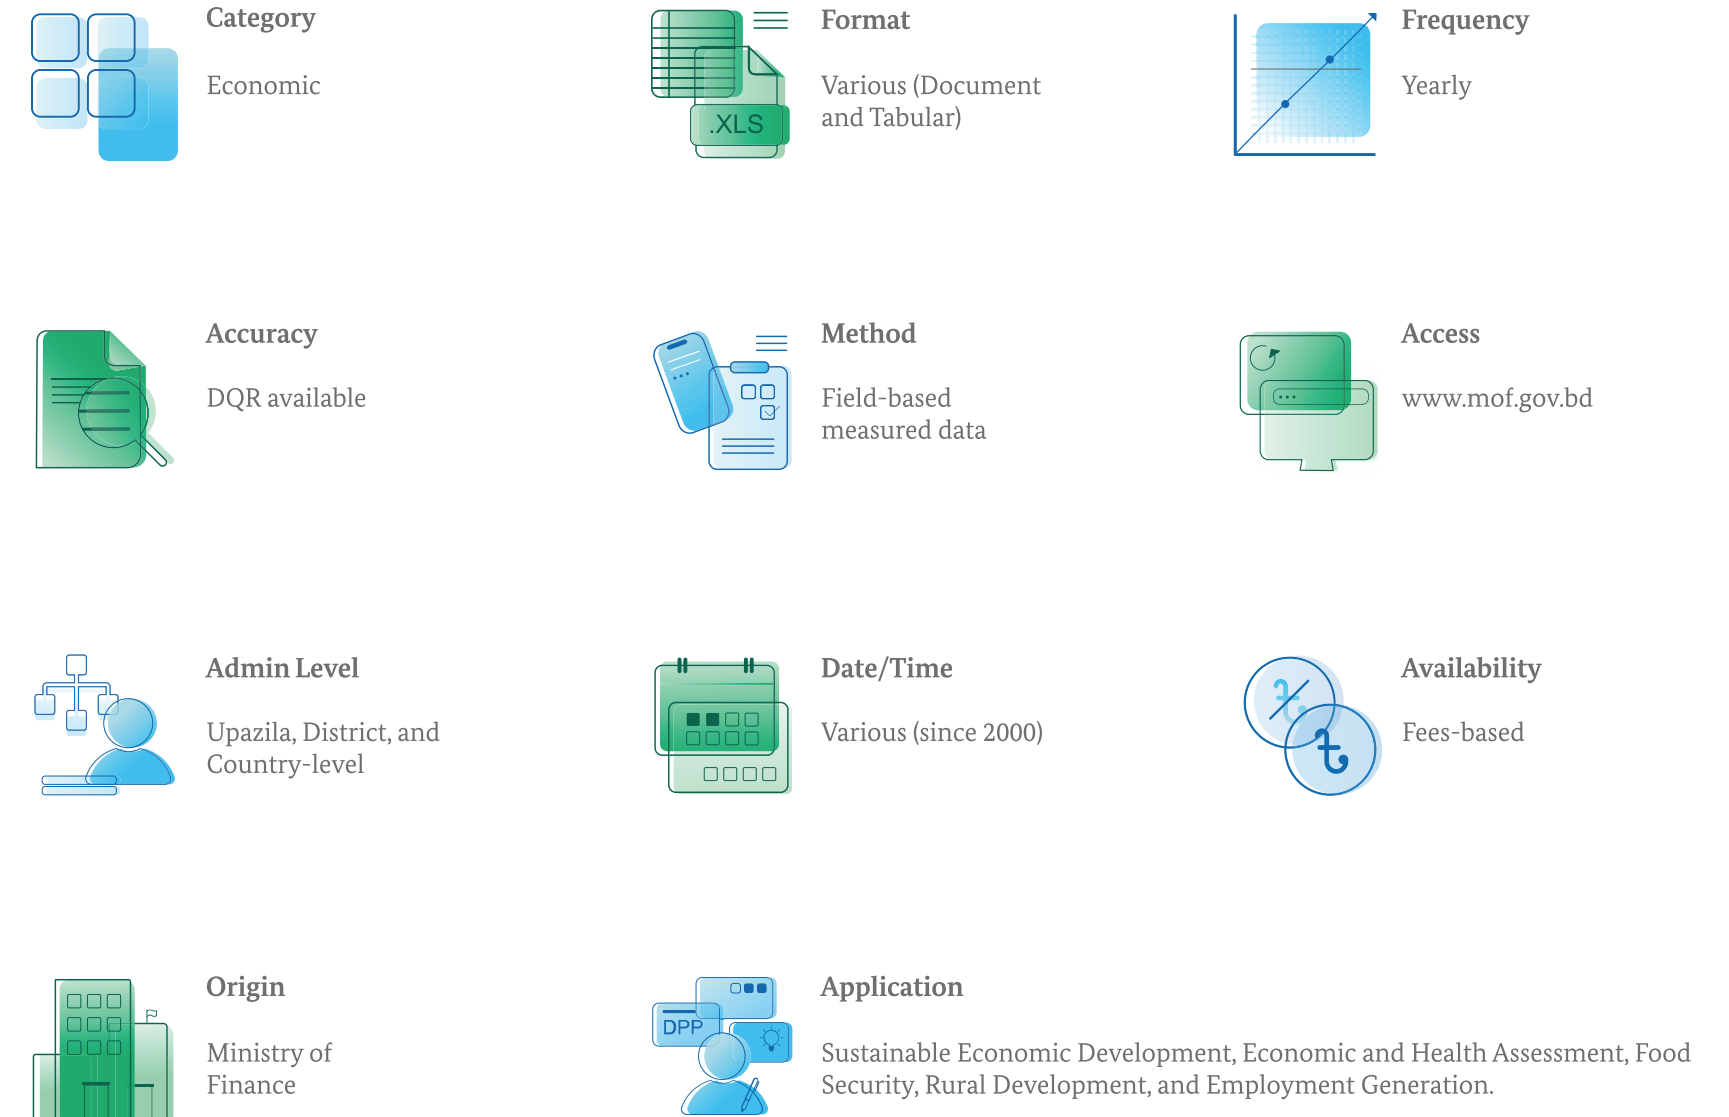 Category
Economic
Format
Various (Document
and Tabular)
.XLS
Frequency
Yearly
Accuracy
DQR available
Method
Field-based
measured data
Access
www.mof.gov.bd
Admin Level
Upazila, District, and
Country-level
Date/Time
Various (since 2000)
Availability
Fees-based
Origin
Ministry of
Finance
Application
DPP
Sustainable Economic Development, Economic and Health Assessment, Food
Security, Rural Development, and Employment Generation.